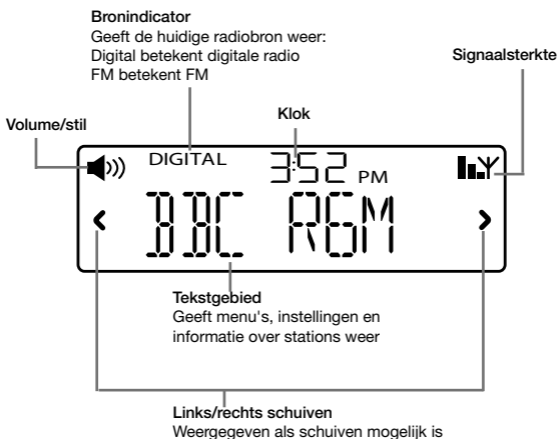 Bronindicator
Geeft de huidige radiobron weer:
Digital betekent digitale radio
FM betekent FM
Signaalsterkte
Klok
Volume/stil
DIGITAL
3:52 PM
BBC R6M
Tekstgebied
Geeft menu's, instellingen en
informatie over stations weer
Links/rechts schuiven
Weergegeven als schuiven mogelijk is